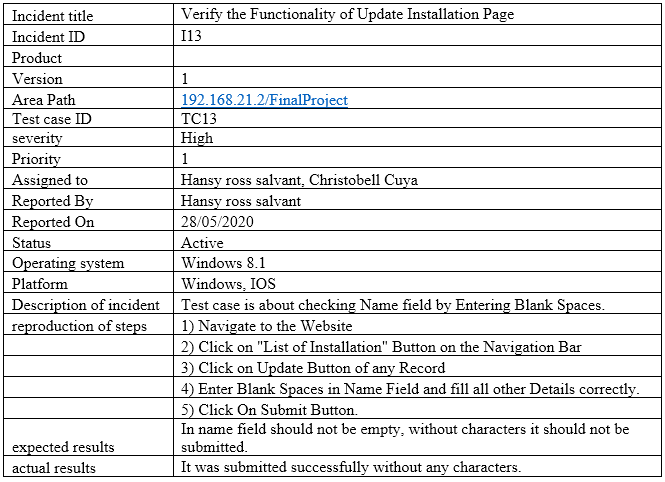 Incident title Verify the Functionality of Update Installation Page
Incident ID I13
Product
Version 1
Area Path 192.168.21.2/FinalProject
Test case ID TC13
severity High
Priority 1
Assigned to Hansy ross salvant, Christobell Cuya
Reported By Hansy ross salvant
Reported On 28/05/2020
Status Active
Operating system Windows 8.1
Platform Windows, IOS
Description of incident Test case is about checking Name field by Entering Blank Spaces.
reproduction of steps 1) Navigate to the Website
2) Click on "List of Installation" Button on the Navigation Bar
3) Click on Update Button of any Record
4) Enter Blank Spaces in Name Field and fill all other Details correctly.
5) Click On Submit Button.
expected results In name field should not be empty, without characters it should not be
submitted.
actual results It was submitted successfully without any characters.